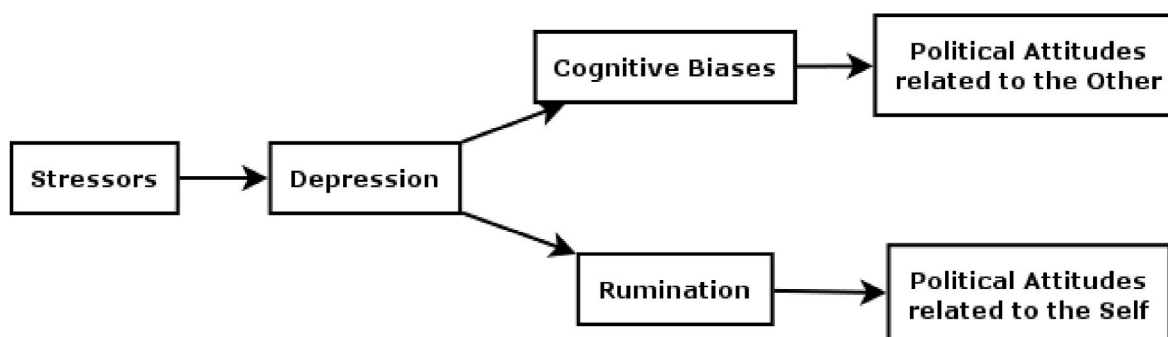 Stressors
Depression
Cognitive Biases
Political Attitudes
related to the Other
Rumination
Political Attitudes
related to the Self